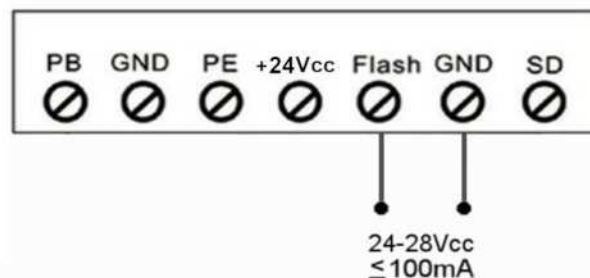 PB GND PE +24Vcc Flash GND SD
24-28Vcc
≤100mA